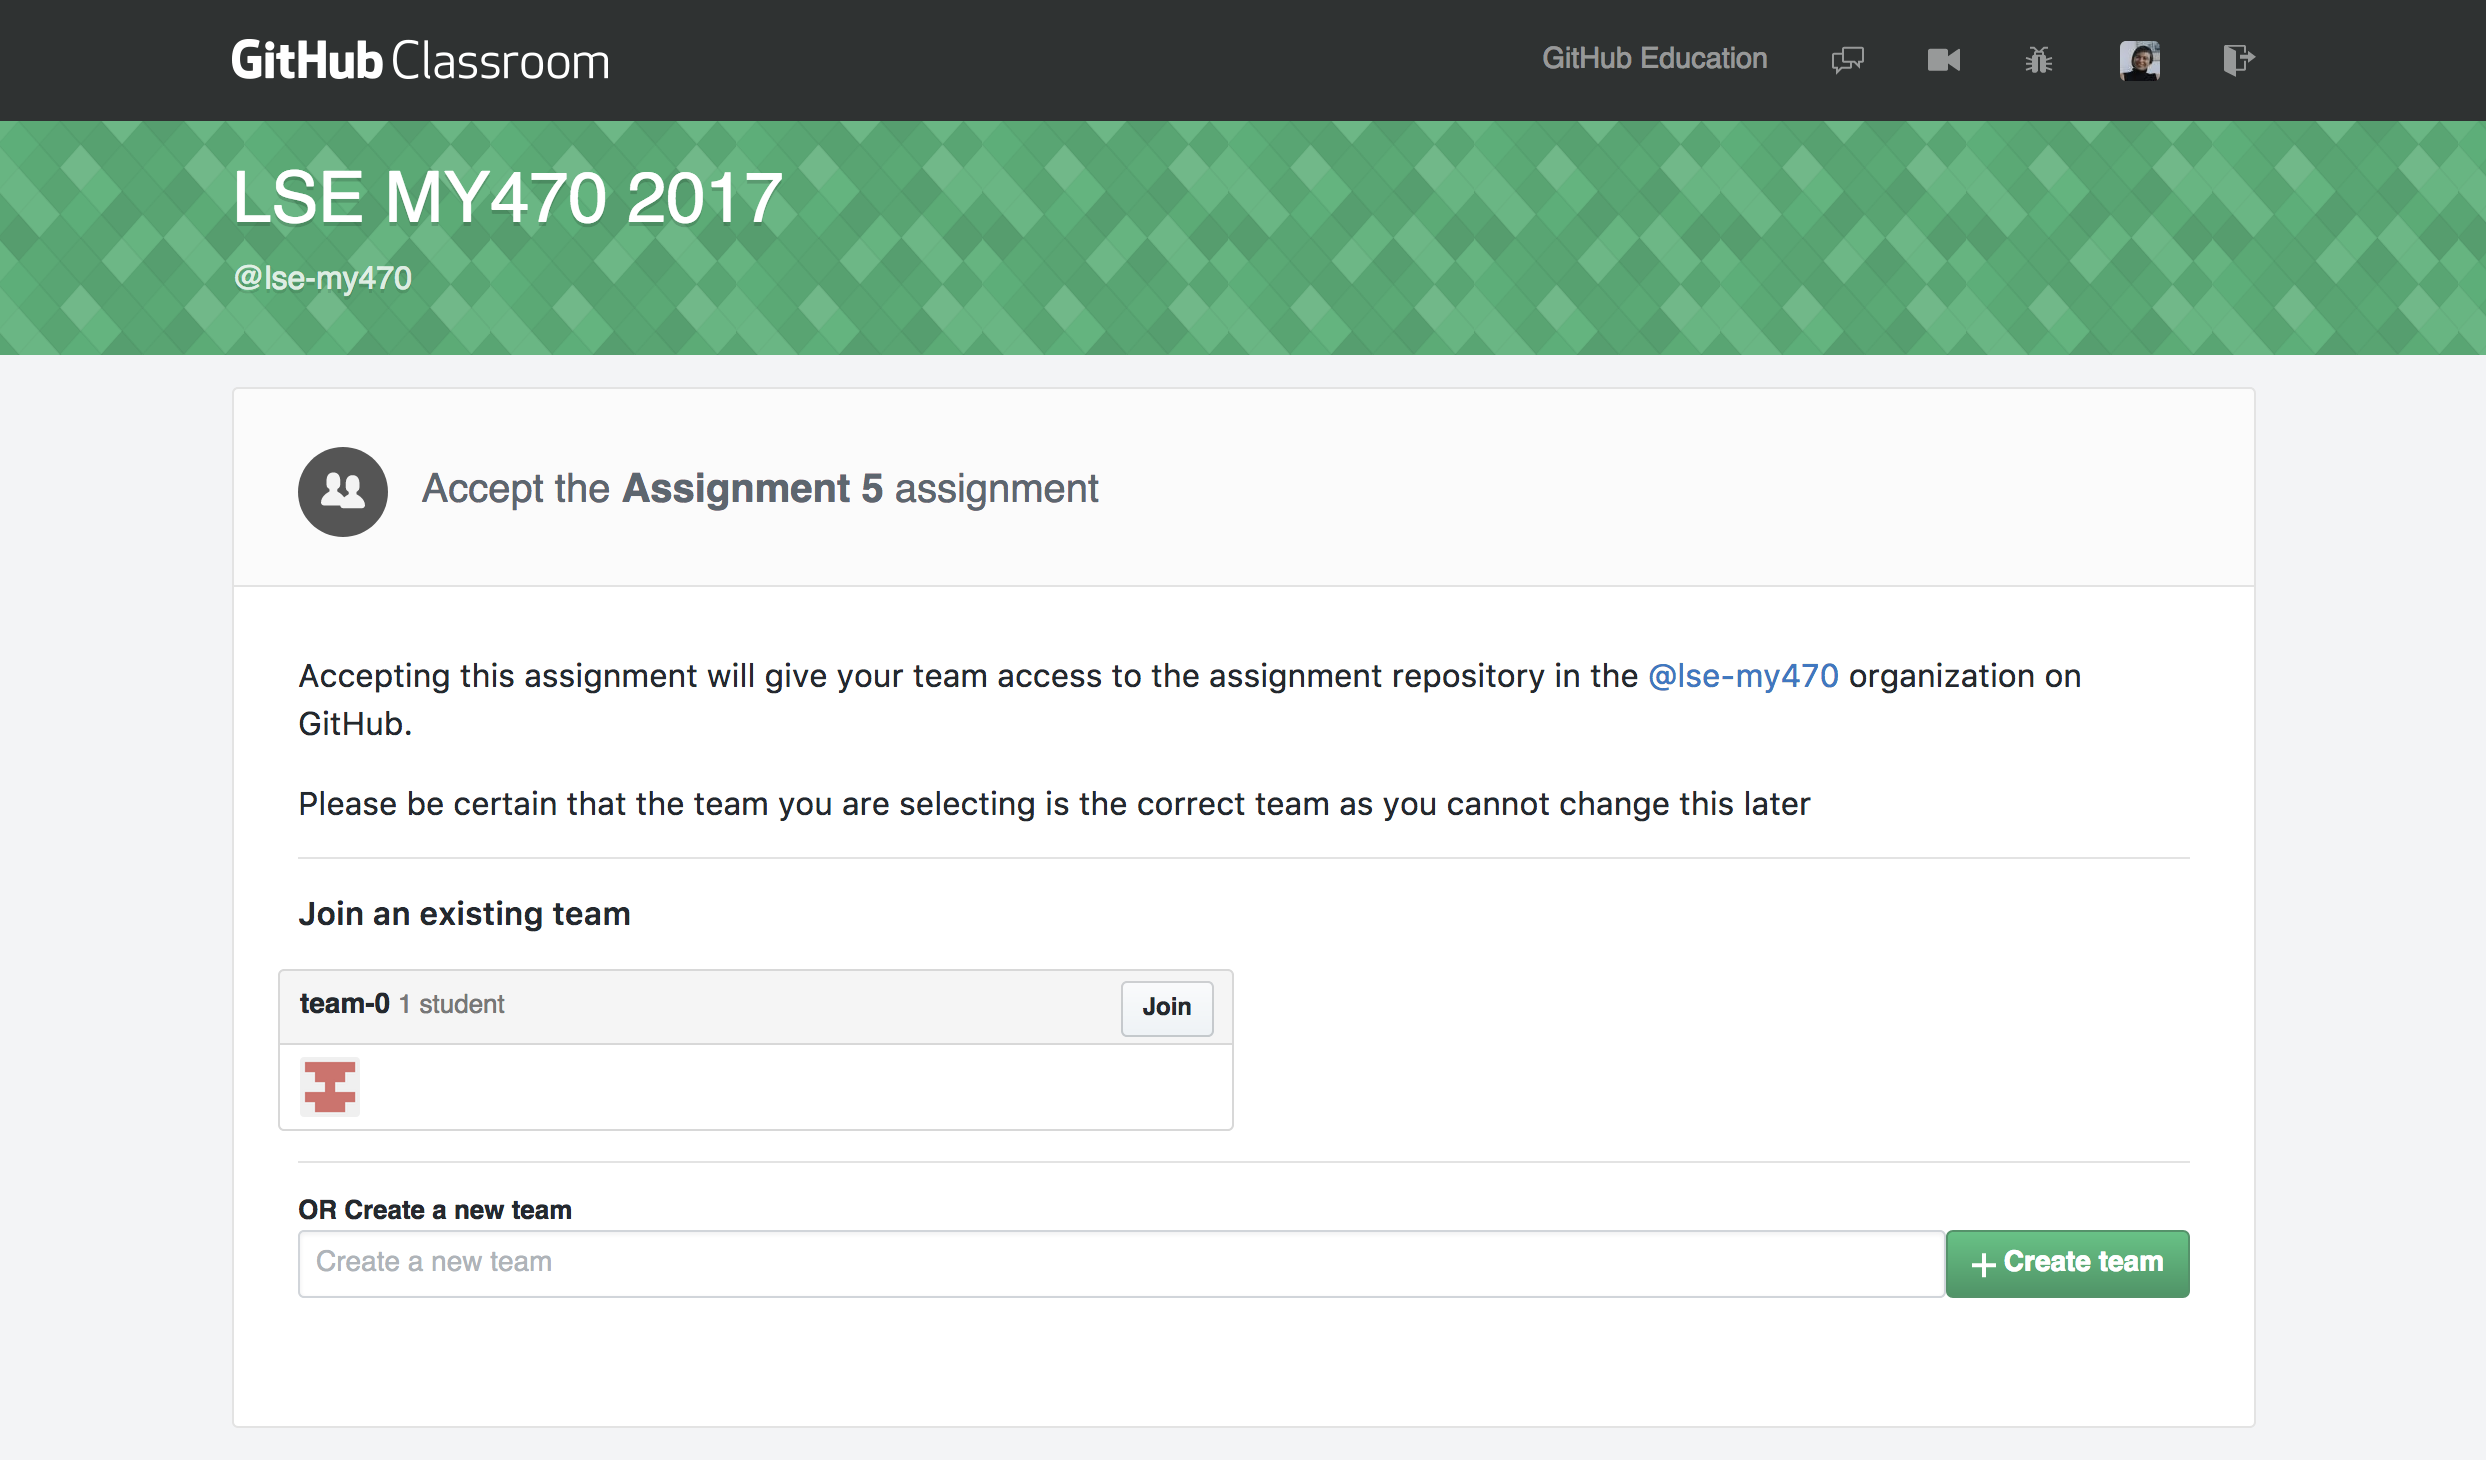 GitHub Classroom
GitHub Education
LSE MY470 2017
@lse-my470
Accept the Assignment 5 assignment
Accepting this assignment will give your team access to the assignment repository in the @lse-my470 organization on
GitHub.
Please be certain that the team you are selecting is the correct team as you cannot change this later
Join an existing team
team-0 1 student
Join
OR Create a new team
Create a new team
Create team